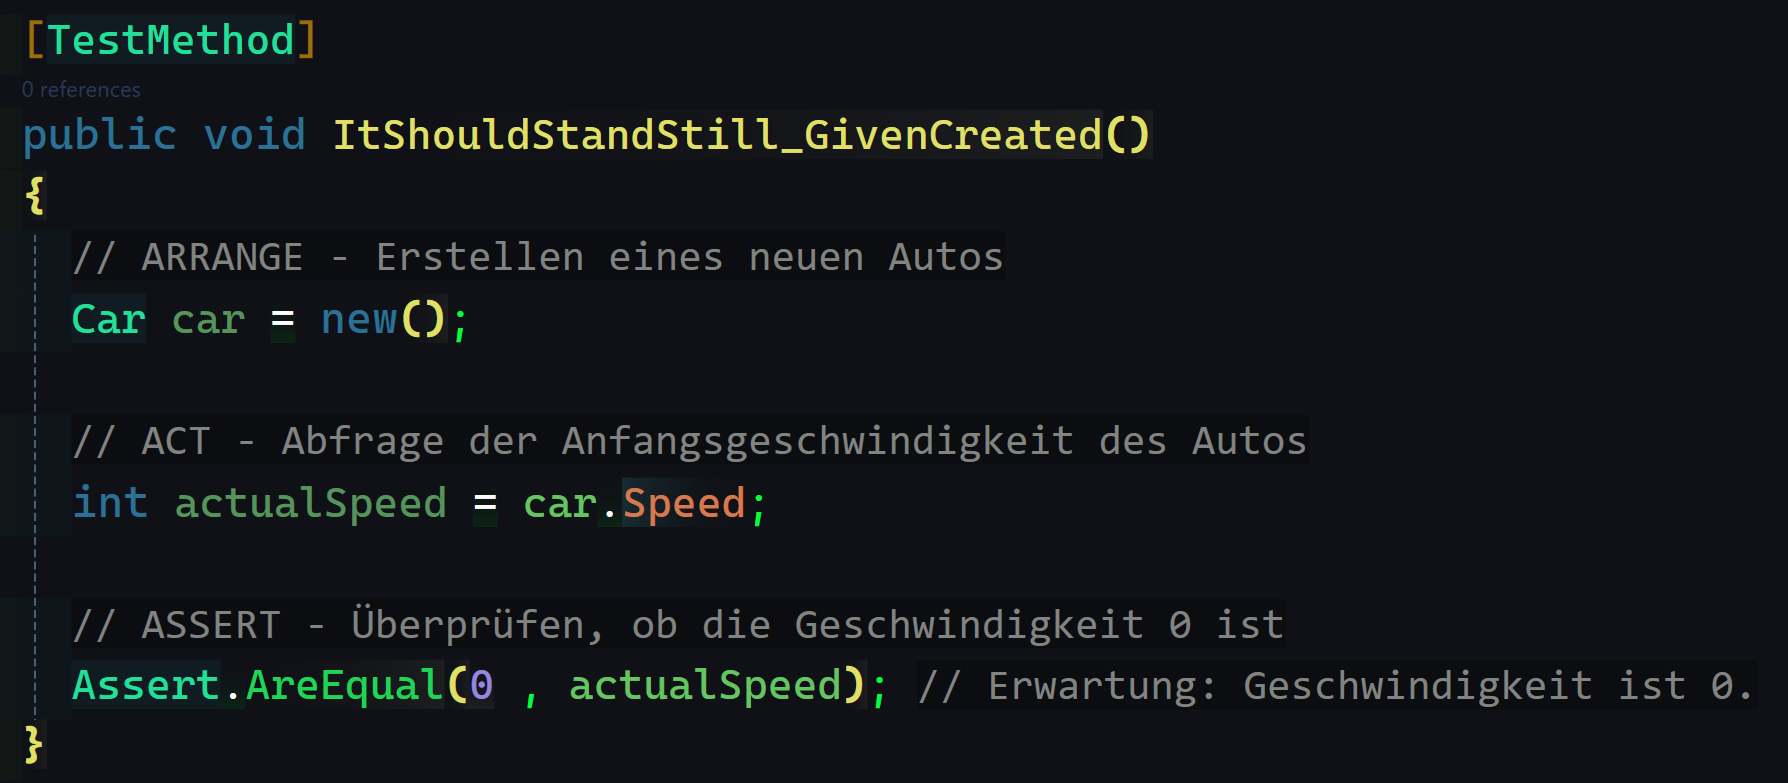 [TestMethod]
0 references
public void ItShouldStandStill_GivenCreated()
{
// ARRANGE - Erstellen eines neuen Autos
Car car = new();
// ACT - Abfrage der Anfangsgeschwindigkeit des Autos
int actualSpeed = car.Speed;
// ASSERT - Überprüfen, ob die Geschwindigkeit 0 ist
Assert.AreEqual(0 , actualSpeed); // Erwartung: Geschwindigkeit ist 0.
}